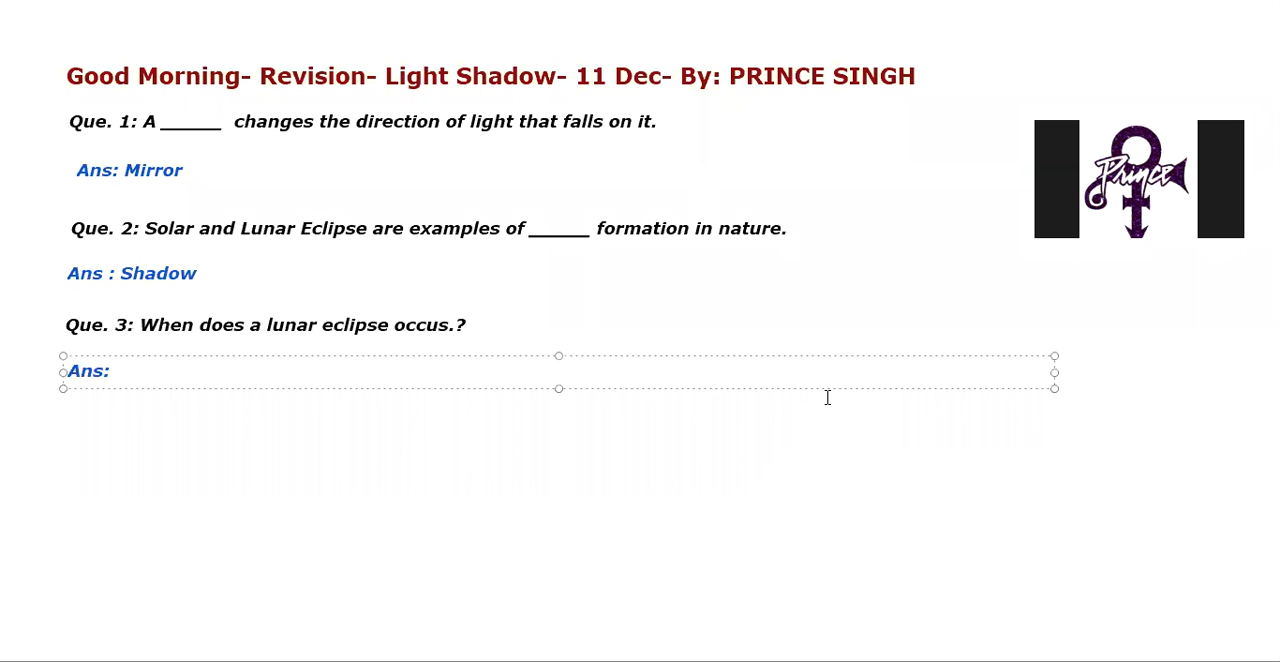 Good Morning- Revision- Light Shadow- 11 Dec- By: PRINCE SINGH
Que. 1: A ______ changes the direction of light that falls on it.
Ans: Mirror
Prince
Que. 2: Solar and Lunar Eclipse are examples of ______ formation in nature.
Ans : Shadow
Que. 3: When does a lunar eclipse occus.?
Ans: